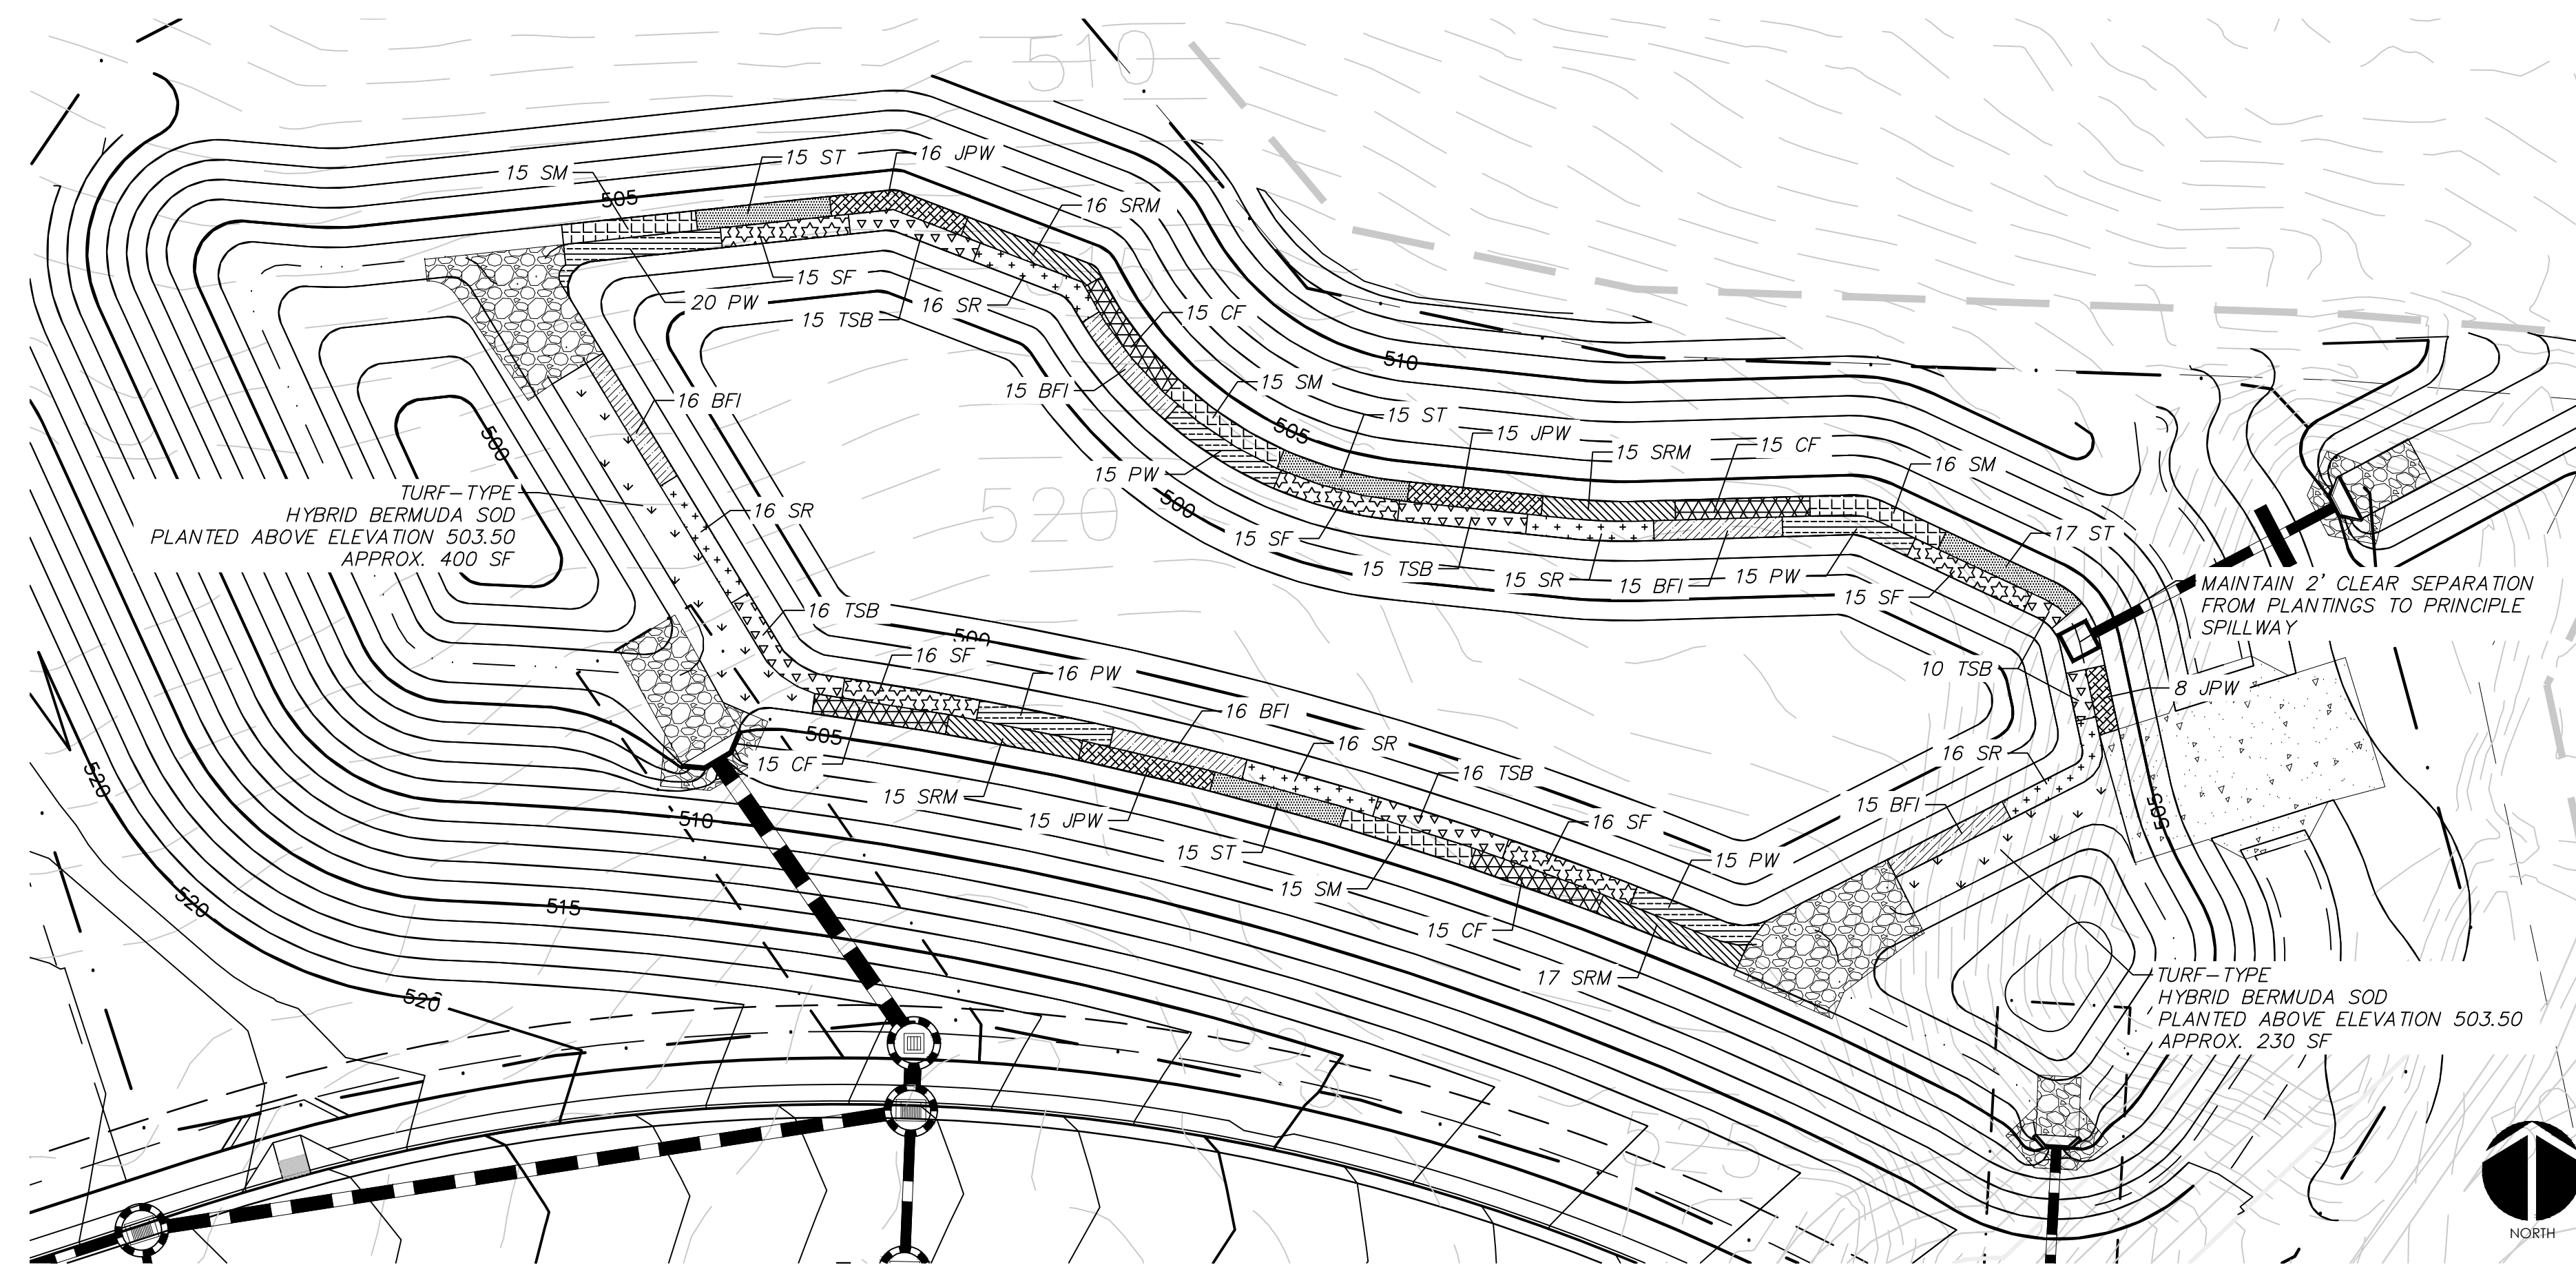 510
15 ST
16 JPW
15 SM
505
16 SRM
15 SF
20 PW
16 SR
15 TSB
15 CF
510
15 BFI
15 SM
16 BFI
15 ST
505
15 JPW
500
15 SRM
15 CF
16 SM
15 PW
520
500
TURF-TYPE
HYBRID BERMUDA SOD
PLANTED ABOVE ELEVATION 503.50
APPROX. 400 SF
16 SR
15 SF
17 ST
15 TSB
15 SR
15 BFI
15 PW
15 SF
MAINTAIN 2' CLEAR SEPARATION
FROM PLANTINGS TO PRINCIPLE
SPILLWAY
16 TSB
500
16 SF
16 PW
10 TSB
8 JPW
16 BFI
505
16 SR
16 SR
15 CF
16 TSB
520
15 SRM
15 BFI
505
510
15 JPW
16 SF
15 ST
15 PW
15 SM
520
515
15 CF
17 SRM
TURF-TYPE
HYBRID BERMUDA SOD
PLANTED ABOVE ELEVATION 503.50
APPROX. 230 SF
520
525
NORTH